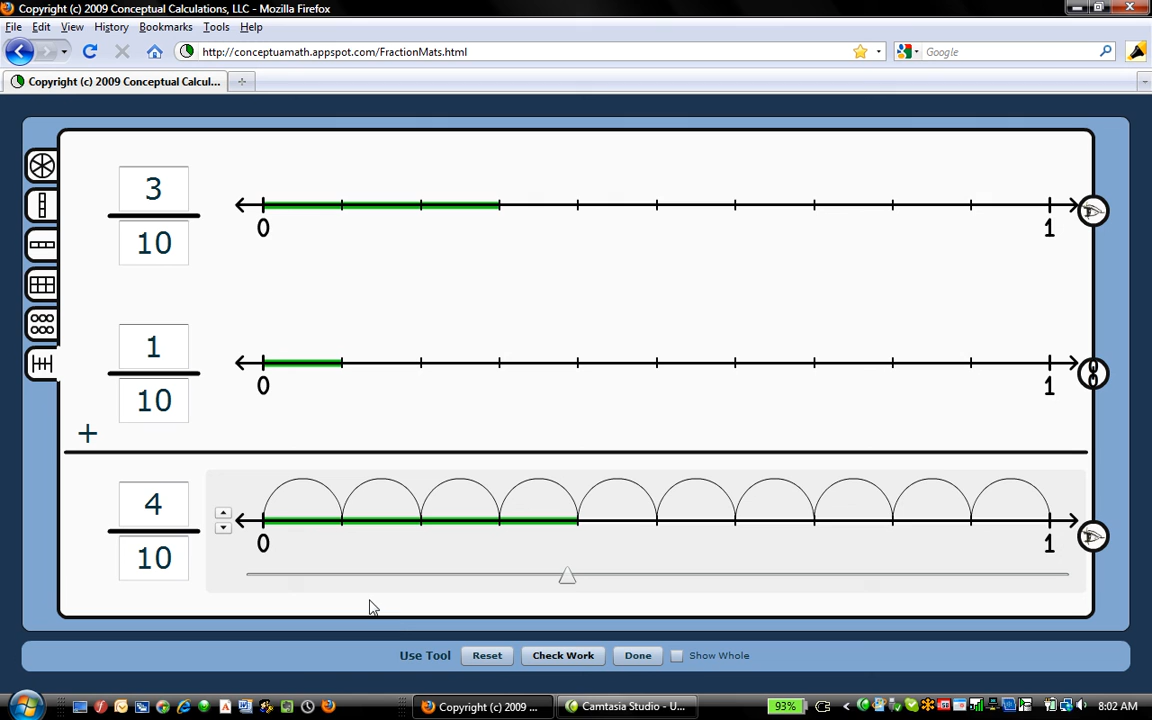 Copyright (c) 2009 Conceptual Calculations, LLC - Mozilla Firefox
File Edit View History Bookmarks Tools Help
http://conceptuamath.appspot.com/FractionMats.html
Google
Copyright (c) 2009 Conceptual Calcul...
3
10
0 1
1
10
0 1
+
4
10
0 1
Use Tool Reset Check Work Done Show Whole
Copyright (c) 2009 ... Camtasia Studio - U... 93% 8:02 AM